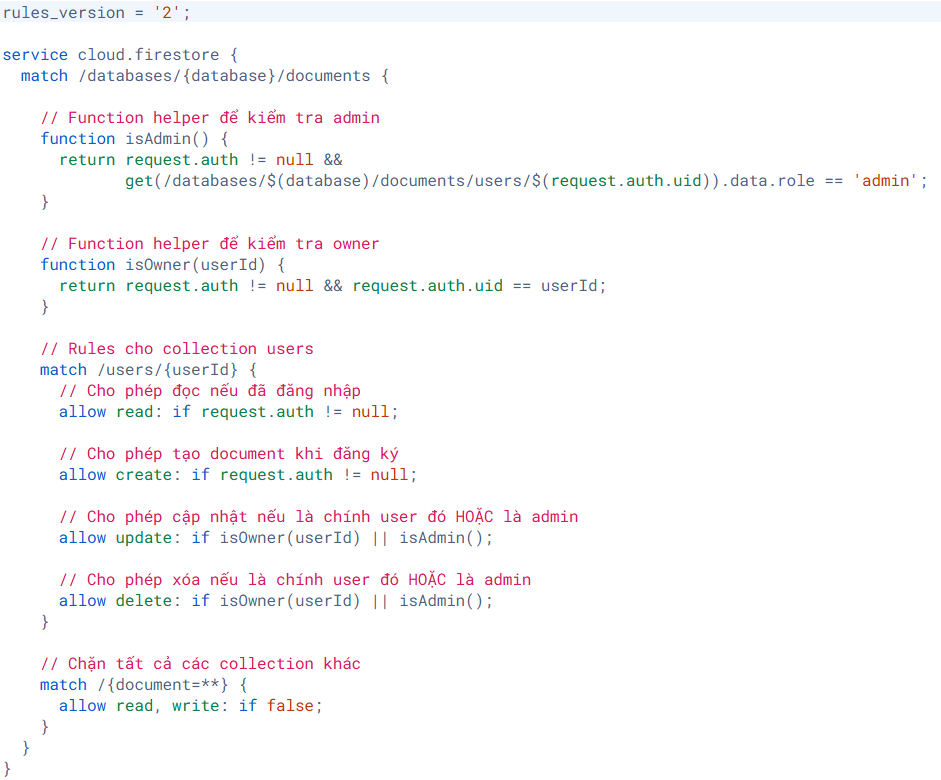 rules_version = '2';
service cloud.firestore {
match /databases/{database}/documents {
// Function helper để kiểm tra admin
function isAdmin() {
return request.auth != null &&
get(/databases/$(database)/documents/users/$(request.auth.uid)).data.role == 'admin';
}
// Function helper để kiểm tra owner
function isOwner(userId) {
return request.auth != null && request.auth.uid == userId;
}
// Rules cho collection users
match /users/{userId} {
// Cho phép đọc nếu đã đăng nhập
allow read: if request.auth != null;
// Cho phép tạo document khi đăng ký
allow create: if request.auth != null;
// Cho phép cập nhật nếu là chính user đó HOẶC là admin
allow update: if isOwner(userId) || isAdmin();
// Cho phép xóa nếu là chính user đó HOẶC là admin
allow delete: if isOwner(userId) || isAdmin();
}
// Chặn tất cả các collection khác
match /{document=**} {
allow read, write: if false;
}
}
}